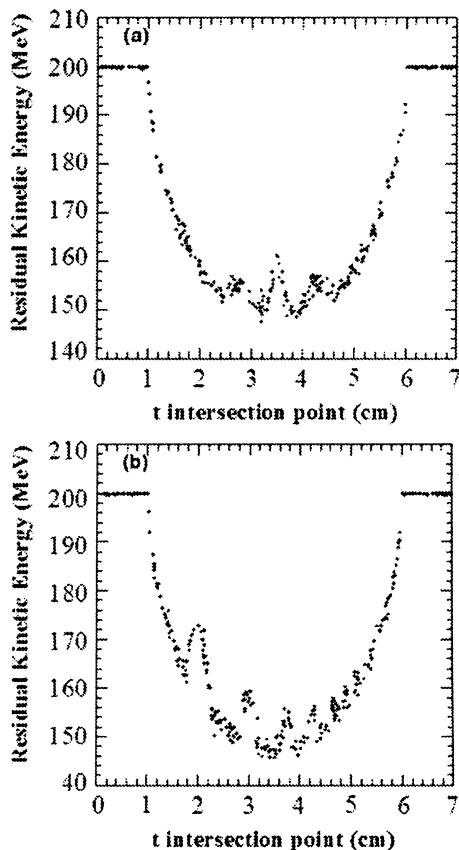 210
200
190
180
170
160
150
140
(a)
Residual Kinetic Energy (MeV)
0 1 2 3 4 5 6 7
t intersection point (cm)
210
200
190
180
170
160
150
40
(b)
Residual Kinetic Energy (MeV)
0 1 2 3 4 5 6 7
t intersection point (cm)